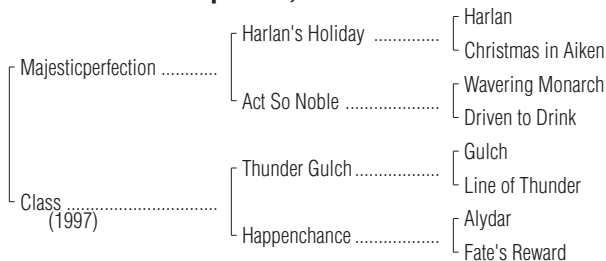 Harlan
Harlan's Holiday ..............
Christmas in Aiken
Majesticperfection ............
Wavering Monarch
Act So Noble .....................
Driven to Drink
Gulch
Thunder Gulch...................
Line of Thunder
Class .................................
(1997)
Alydar
Happenchance ...................
Fate's Reward